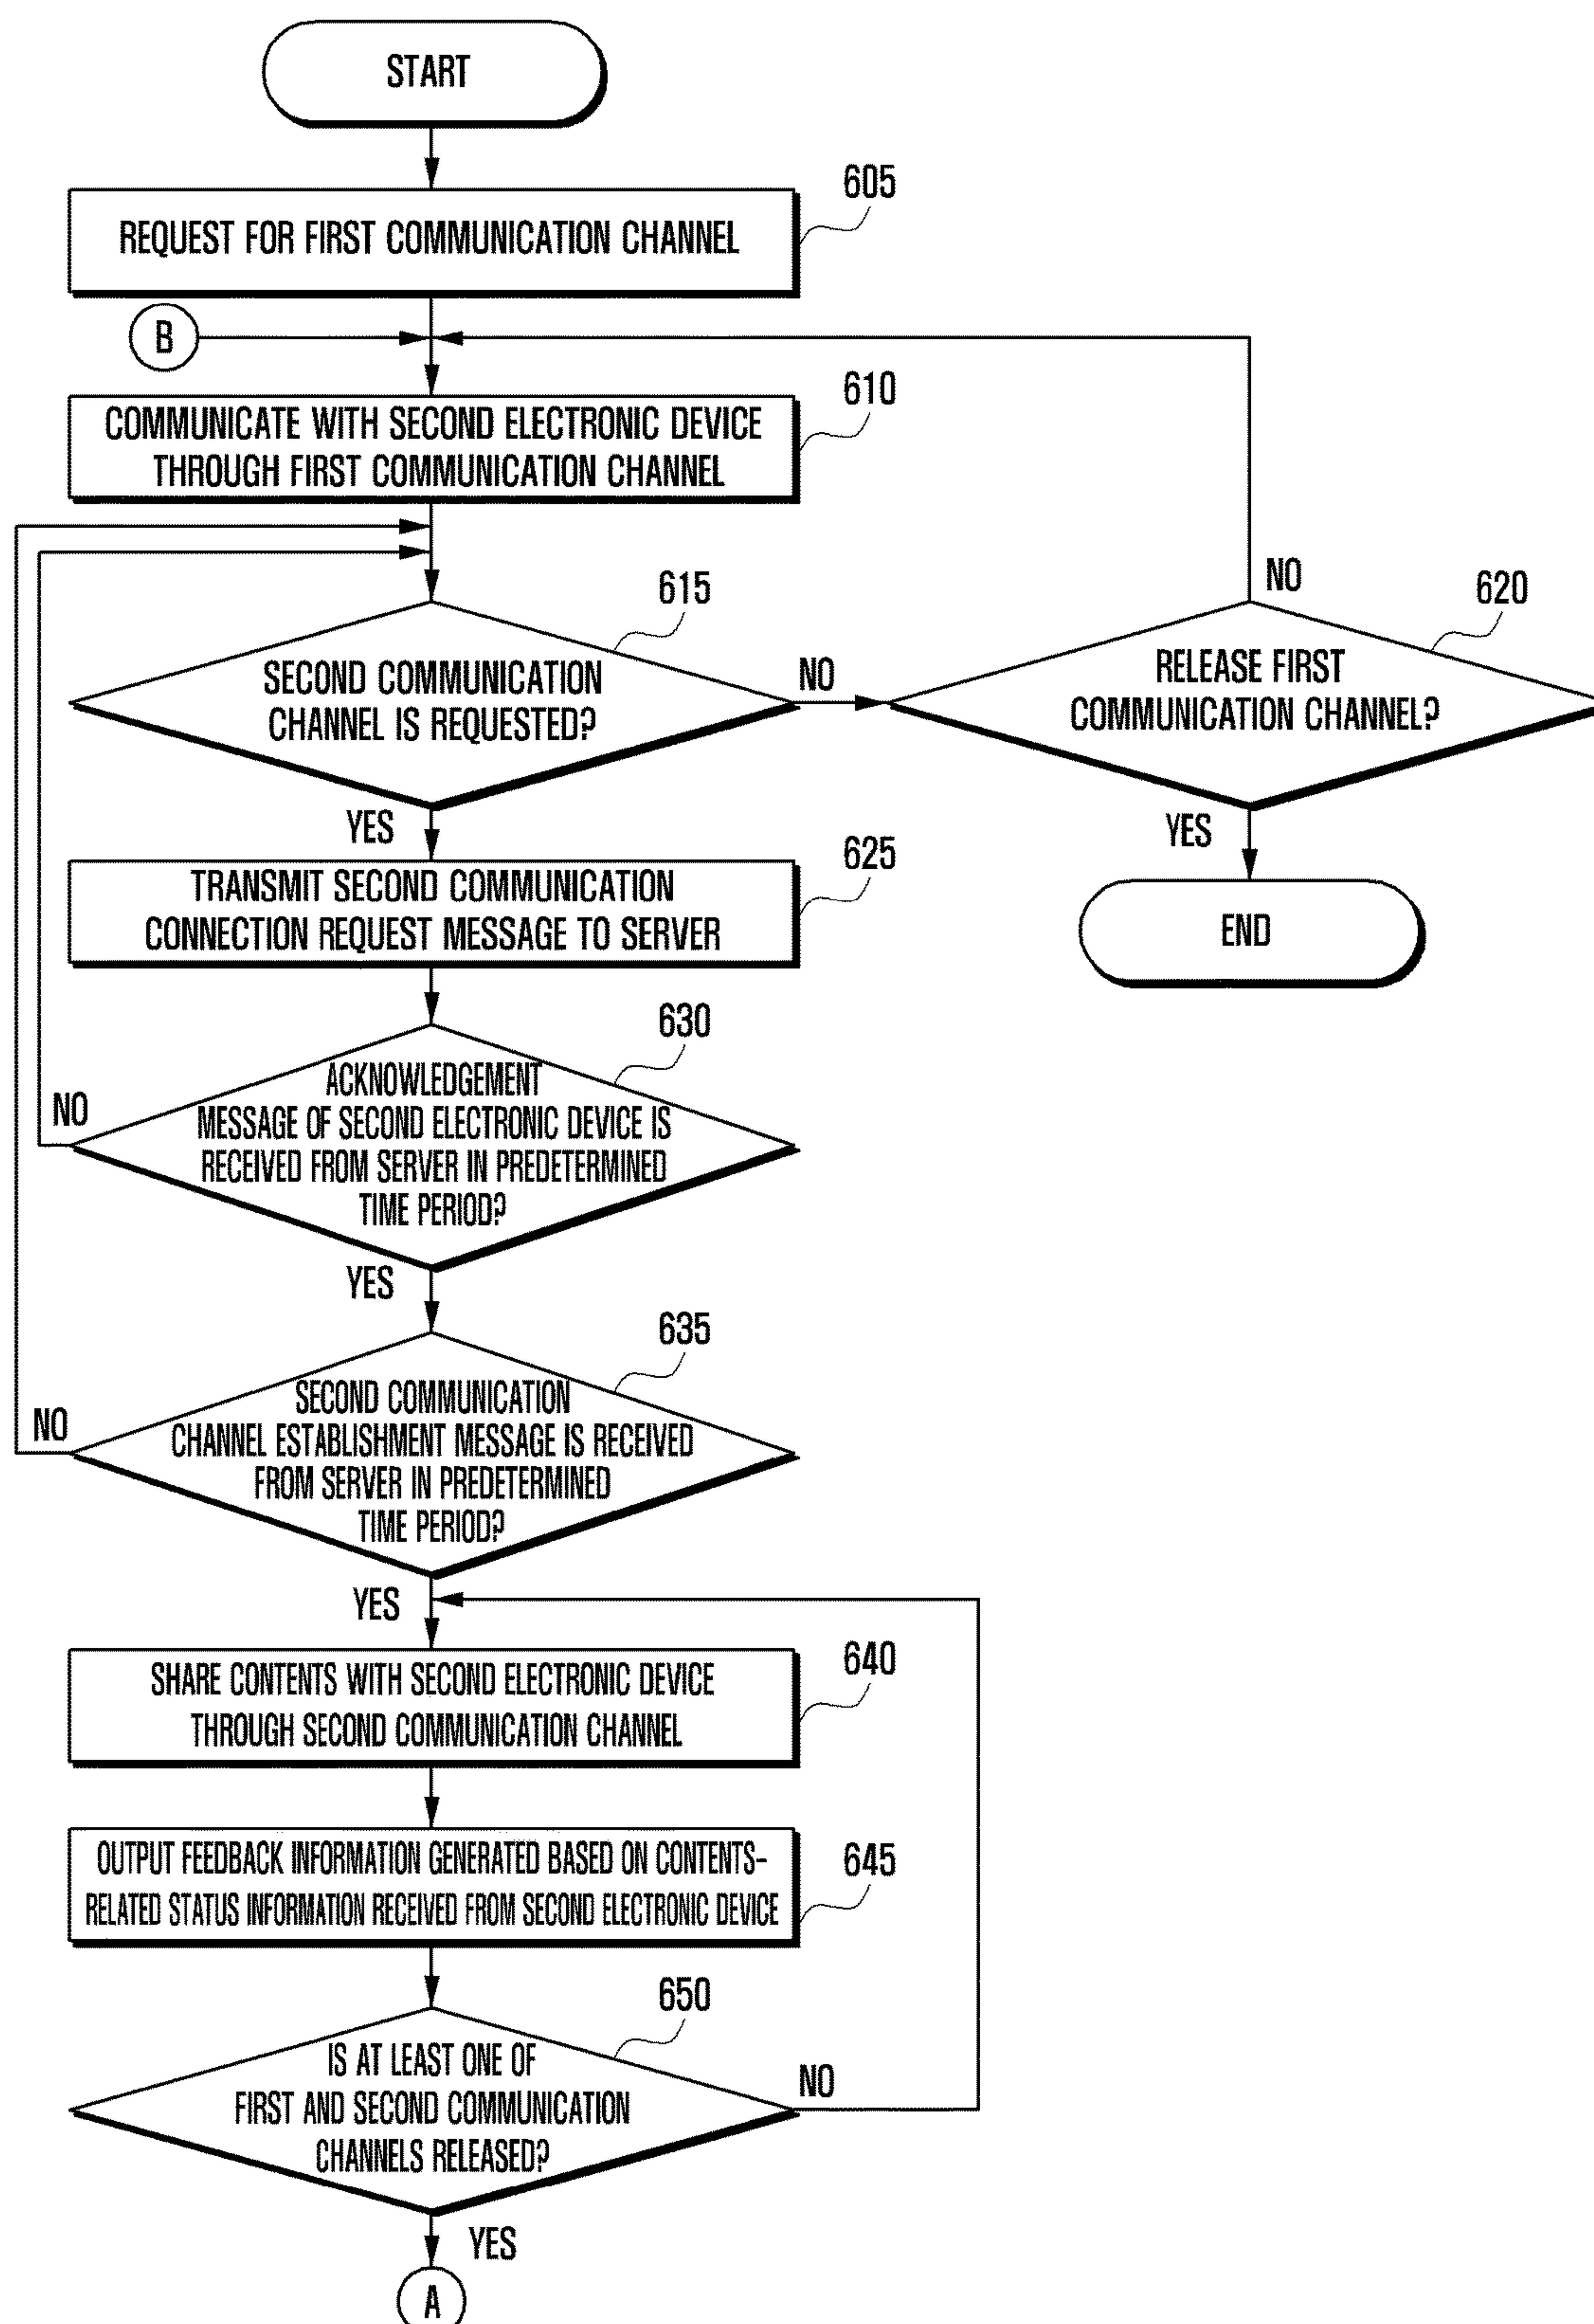 START
605
REQUEST FOR FIRST COMMUNICATION CHANNEL
B
610
COMMUNICATE WITH SECOND ELECTRONIC DEVICE
THROUGH FIRST COMMUNICATION CHANNEL
615
SECOND COMMUNICATION
CHANNEL IS REQUESTED?
NO
NO
620
RELEASE FIRST
COMMUNICATION CHANNEL?
YES
YES
END
625
TRANSMIT SECOND COMMUNICATION
CONNECTION REQUEST MESSAGE TO SERVER
630
ACKNOWLEDGEMENT
MESSAGE OF SECOND ELECTRONIC DEVICE IS
RECEIVED FROM SERVER IN PREDETERMINED
TIME PERIOD?
NO
YES
635
SECOND COMMUNICATION
CHANNEL ESTABLISHMENT MESSAGE IS RECEIVED
FROM SERVER IN PREDETERMINED
TIME PERIOD?
NO
YES
640
SHARE CONTENTS WITH SECOND ELECTRONIC DEVICE
THROUGH SECOND COMMUNICATION CHANNEL
645
OUTPUT FEEDBACK INFORMATION GENERATED BASED ON CONTENTS-
RELATED STATUS INFORMATION RECEIVED FROM SECOND ELECTRONIC DEVICE
650
IS AT LEAST ONE OF
FIRST AND SECOND COMMUNICATION
CHANNELS RELEASED?
NO
YES
A